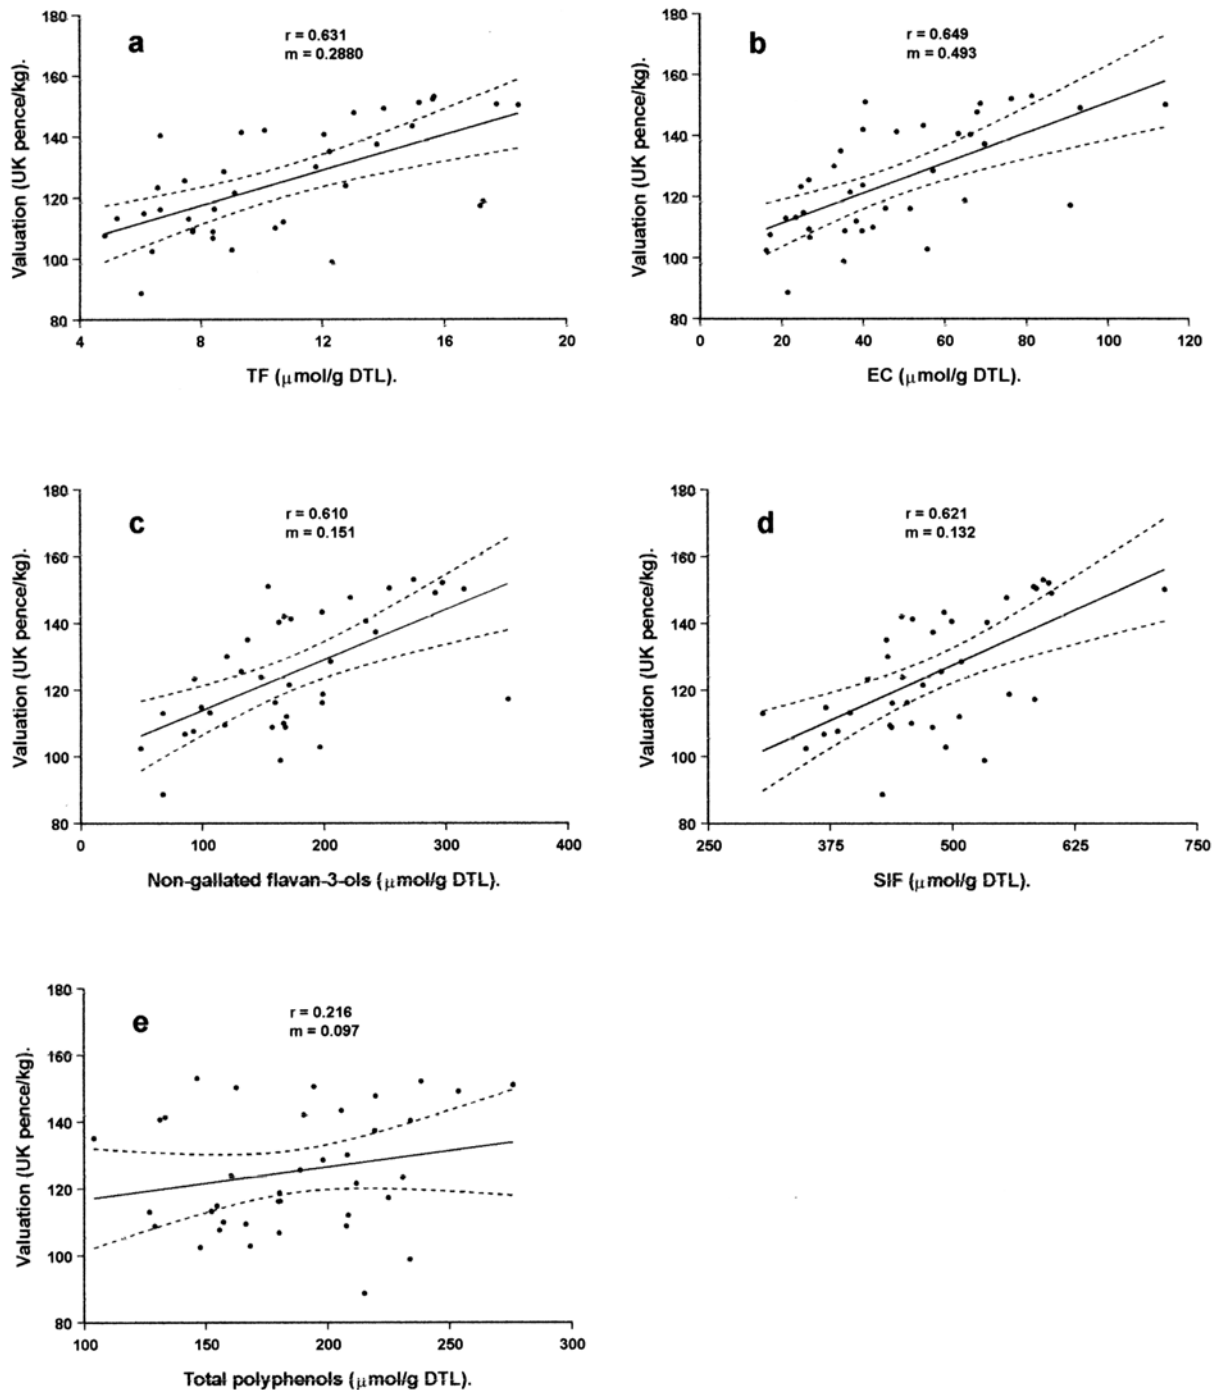 a
r = 0.631
m = 0.2880
Valuation (UK pence/kg).
180
160
140
120
100
80
4 8 12 16 20
TF (μmol/g DTL).
b
r = 0.649
m = 0.493
Valuation (UK pence/kg).
180
160
140
120
100
80
0 20 40 60 80 100 120
EC (μmol/g DTL).
c
r = 0.610
m = 0.151
Valuation (UK pence/kg).
180
160
140
120
100
80
0 100 200 300 400
Non-gallated flavan-3-ols (μmol/g DTL).
d
r = 0.621
m = 0.132
Valuation (UK pence/kg).
180
160
140
120
100
80
250 375 500 625 750
SIF (μmol/g DTL).
e
r = 0.216
m = 0.097
Valuation (UK pence/kg).
180
160
140
120
100
80
100 150 200 250 300
Total polyphenols (μmol/g DTL).